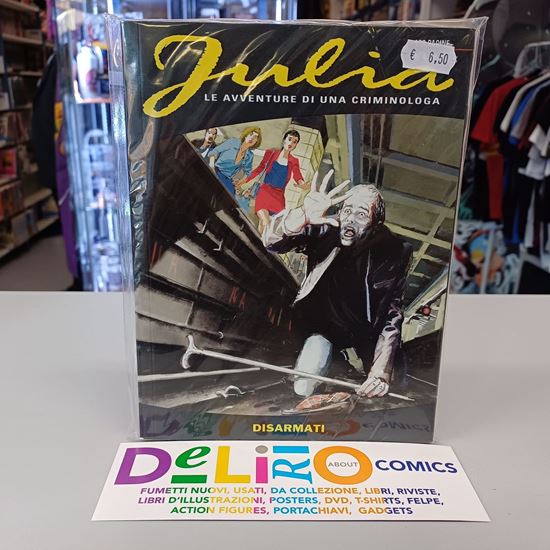 Julia
PAGINE
€ 6,50
LE AVVENTURE DI UNA CRIMINOLOGA
DISARMATI
DeLiRiO
ABOUT
COMICS
FUMETTI NUOVI, USATI, DA COLLEZIONE, LIBRI, RIVISTE,
LIBRI D'ILLUSTRAZIONI, POSTERS, DVD, T-SHIRTS, FELPE,
ACTION FIGURES, PORTACHIAVI, GADGETS